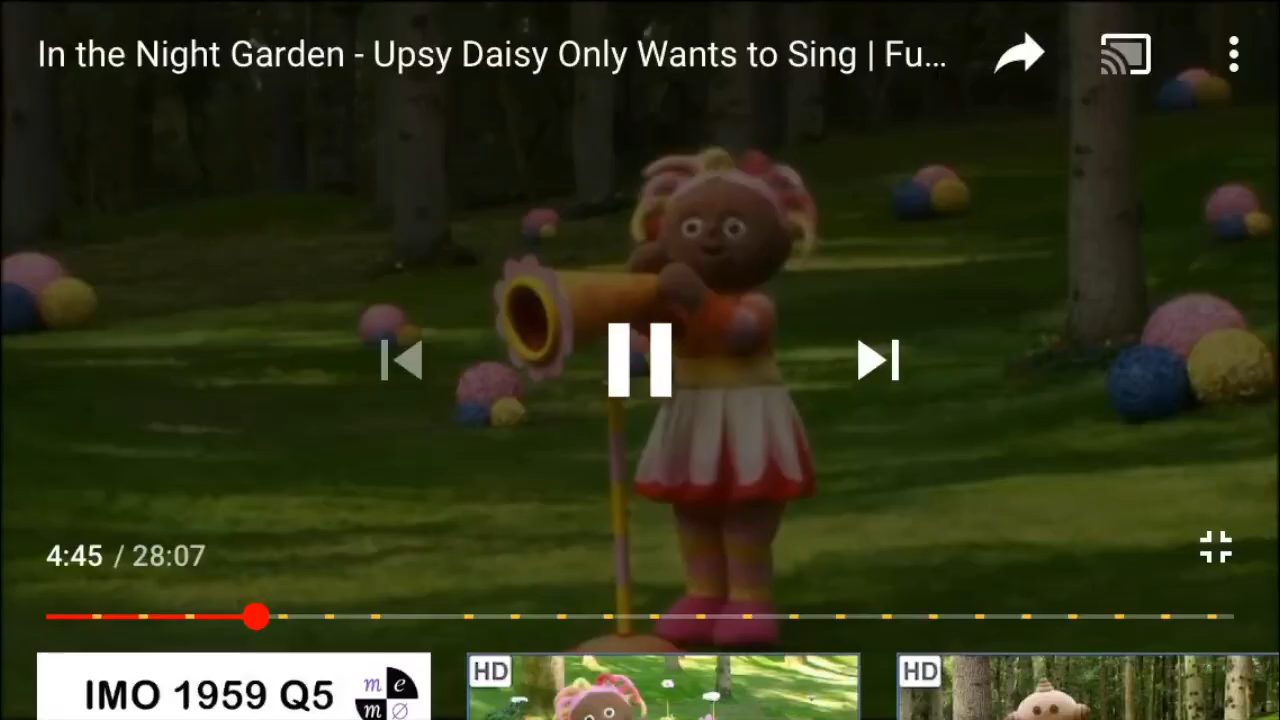 In the Night Garden - Upsy Daisy Only Wants to Sing | Fu...
4:45 / 28:07
IMO 1959 Q5
m e
m ø
HD
HD